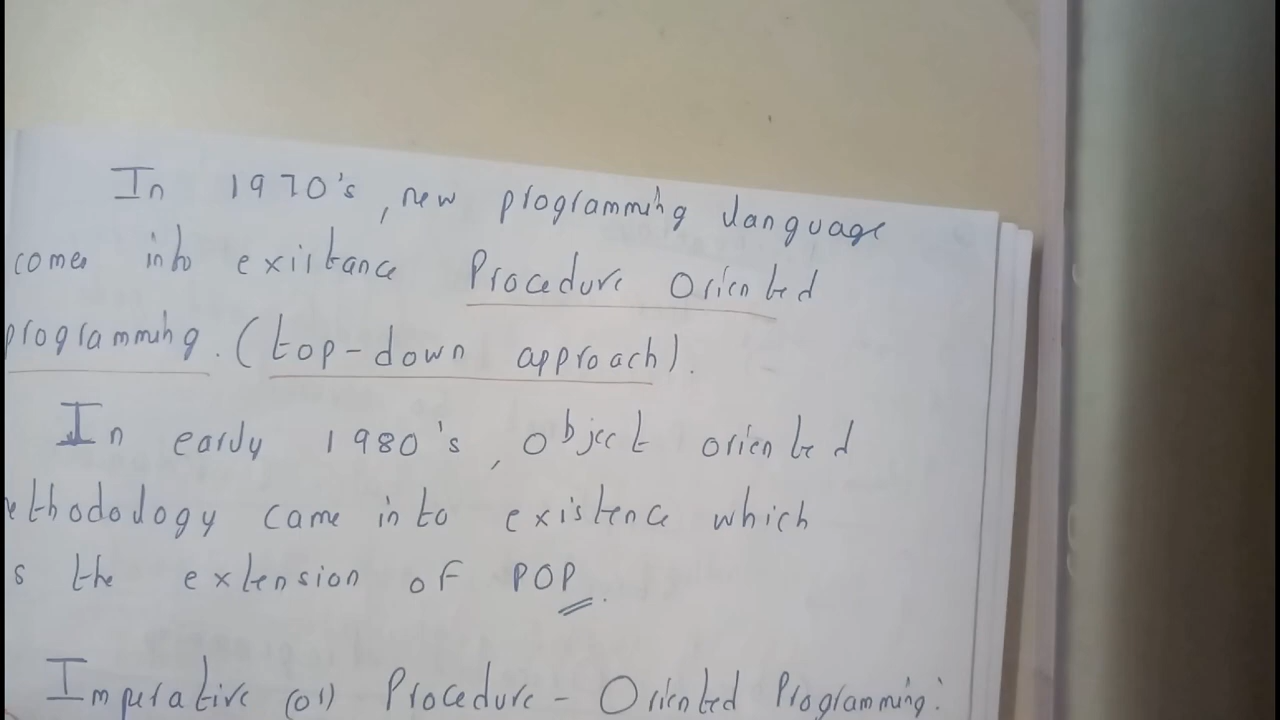 In 1970's, new programming language
comes into existance Procedure Oriented
programming. (top-down approach).
In early 1980's, object oriented
ethodology came into existence which
s the extension of POP.
Imperative (or) Procedure - Oriented Programming: